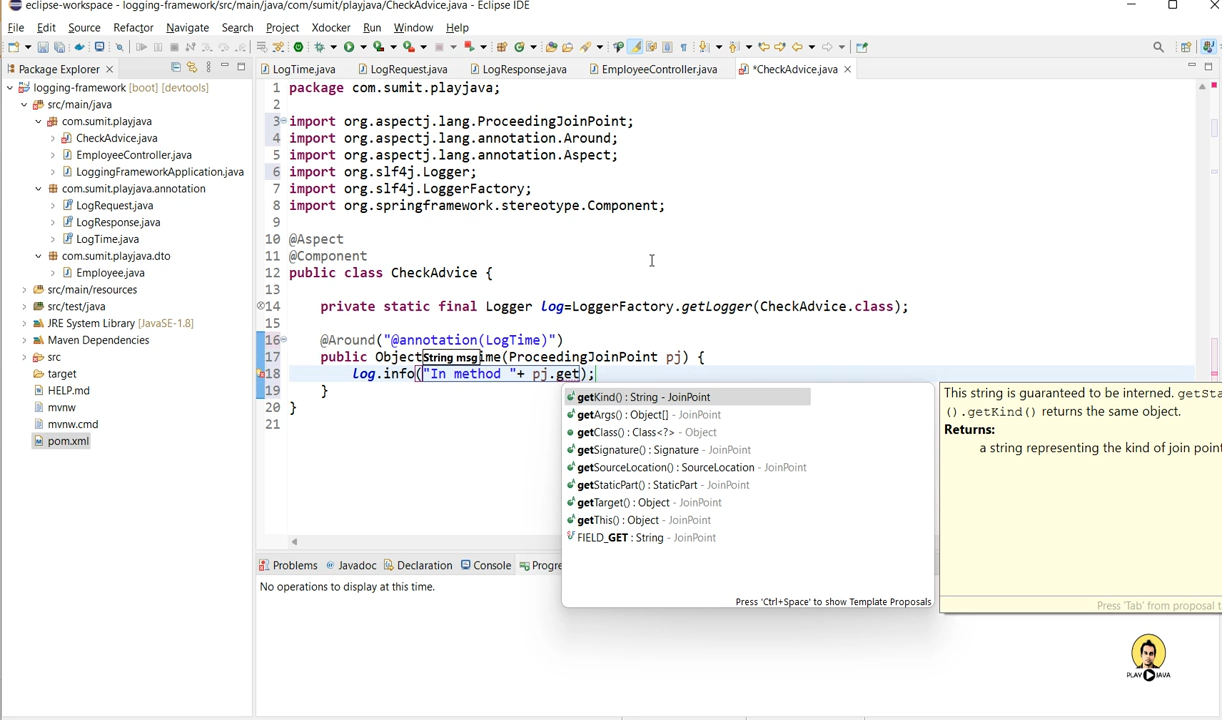 eclipse-workspace - logging-framework/src/main/java/com/sumit/playjava/CheckAdvice.java - Eclipse IDE
File Edit Source Refactor Navigate Search Project Xdocker Run Window Help
Package Explorer
LogTime.java LogRequest.java LogResponse.java EmployeeController.java *CheckAdvice.java
logging-framework [boot] [devtools]
src/main/java
com.sumit.playjava
CheckAdvice.java
EmployeeController.java
LoggingFrameworkApplication.java
com.sumit.playjava.annotation
LogRequest.java
LogResponse.java
LogTime.java
com.sumit.playjava.dto
Employee.java
src/main/resources
src/test/java
JRE System Library [JavaSE-1.8]
Maven Dependencies
src
target
HELP.md
mvnw
mvnw.cmd
pom.xml
1 package com.sumit.playjava;
2
3 import org.aspectj.lang.ProceedingJoinPoint;
4 import org.aspectj.lang.annotation.Around;
5 import org.aspectj.lang.annotation.Aspect;
6 import org.slf4j.Logger;
7 import org.slf4j.LoggerFactory;
8 import org.springframework.stereotype.Component;
9
10 @Aspect
11 @Component
12 public class CheckAdvice {
13
14 private static final Logger log=LoggerFactory.getLogger(CheckAdvice.class);
15
16 @Around("@annotation(LogTime)")
17 public Object ime(ProceedingJoinPoint pj) {
String msg
18 log.info("In method "+ pj.get);
19 }
20 }
21
getKind() : String - JoinPoint
getArgs() : Object[] - JoinPoint
getClass() : Class<?> - Object
getSignature() : Signature - JoinPoint
getSourceLocation() : SourceLocation - JoinPoint
getStaticPart() : StaticPart - JoinPoint
getTarget() : Object - JoinPoint
getThis() : Object - JoinPoint
FIELD_GET : String - JoinPoint
Press 'Ctrl+Space' to show Template Proposals
This string is guaranteed to be interned. getSta
().getKind() returns the same object.
Returns:
a string representing the kind of join point
Press 'Tab' from proposal t
Problems Javadoc Declaration Console Progre
No operations to display at this time.
PLAY JAVA